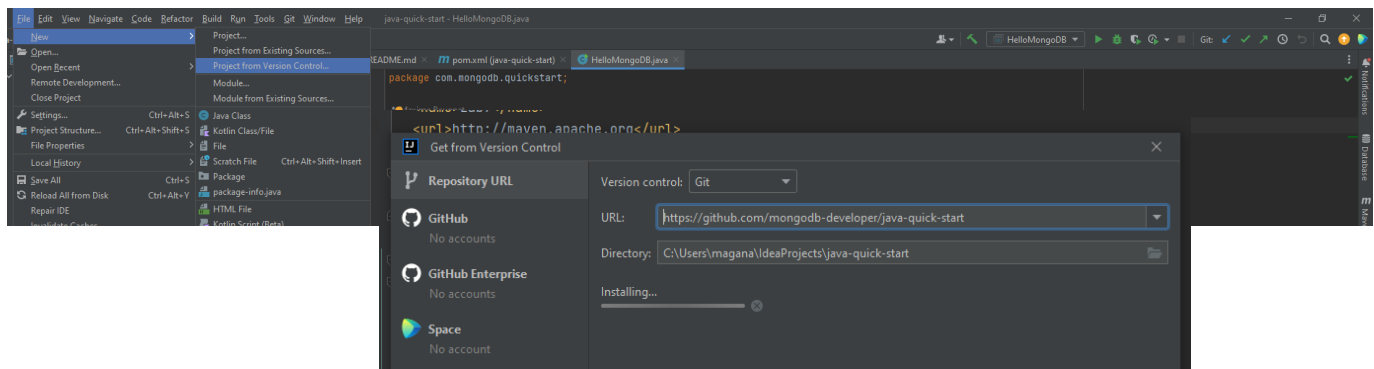 File Edit View Navigate Code Refactor Build Run Tools Git Window Help java-quick-start - HelloMongoDB.java
New
Open...
Open Recent
Remote Development...
Close Project
Settings... Ctrl+Alt+S
Project Structure... Ctrl+Alt+Shift+S
File Properties
Local History
Save All Ctrl+S
Reload All from Disk Ctrl+Alt+Y
Repair IDE
Invalidate Caches
Project...
Project from Existing Sources...
Project from Version Control...
Module...
Module from Existing Sources...
Java Class
Kotlin Class/File
File
Scratch File Ctrl+Alt+Shift+Insert
Package
package-info.java
HTML File
Kotlin Script (Beta)
HelloMongoDB Git:
EADME.md pom.xml (java-quick-start) HelloMongoDB.java
package com.mongodb.quickstart;
<url>http://maven.apache.org</url>
Notifications
Database
Get from Version Control
Repository URL
GitHub
No accounts
GitHub Enterprise
No accounts
Space
No account
Version control: Git
URL: https://github.com/mongodb-developer/java-quick-start
Directory: C:\Users\magana\IdeaProjects\java-quick-start
Installing...